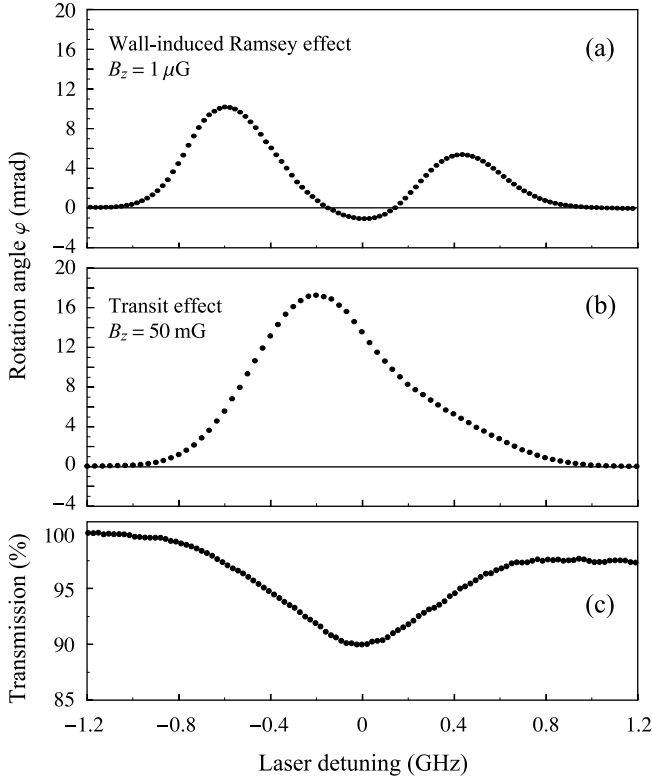 20
16
12
8
4
0
−4
Wall-induced Ramsey effect
B_z = 1 μG
(a)
Rotation angle φ (mrad)
20
16
12
8
4
0
−4
Transit effect
B_z = 50 mG
(b)
Transmission (%)
100
95
90
85
(c)
−1.2 −0.8 −0.4 0 0.4 0.8 1.2
Laser detuning (GHz)